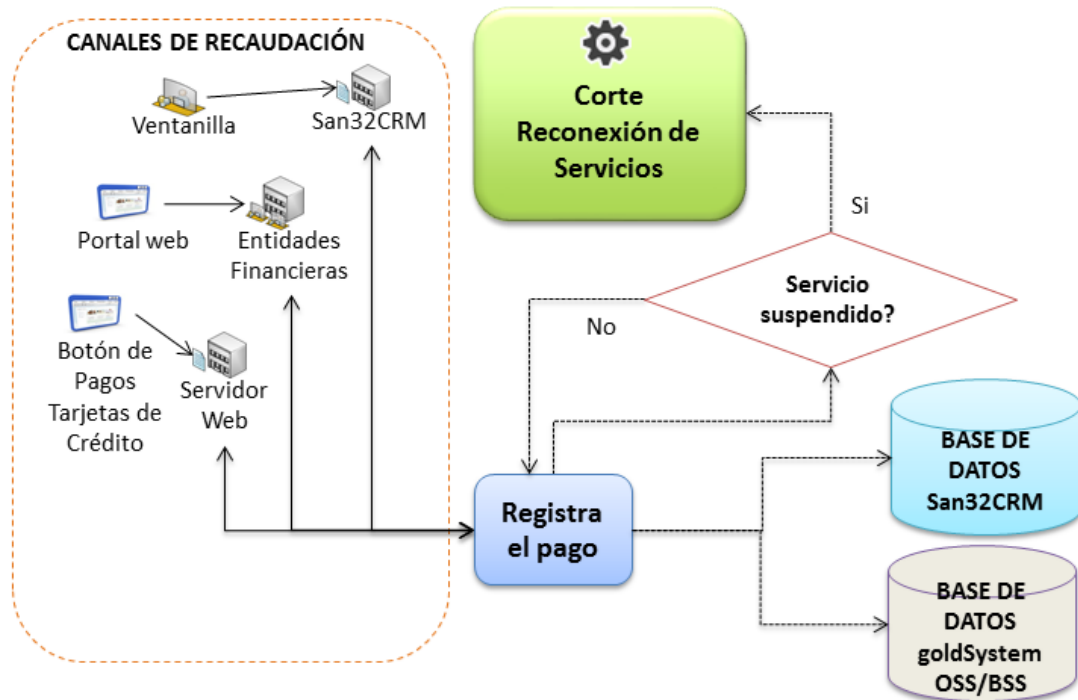 CANALES DE RECAUDACIÓN
Ventanilla
San32CRM
Portal web
Entidades
Financieras
Botón de
Pagos
Tarjetas de
Crédito
Servidor
Web
Corte
Reconexión de
Servicios
Si
Servicio
suspendido?
No
Registra
el pago
BASE DE
DATOS
San32CRM
BASE DE
DATOS
goldSystem
OSS/BSS